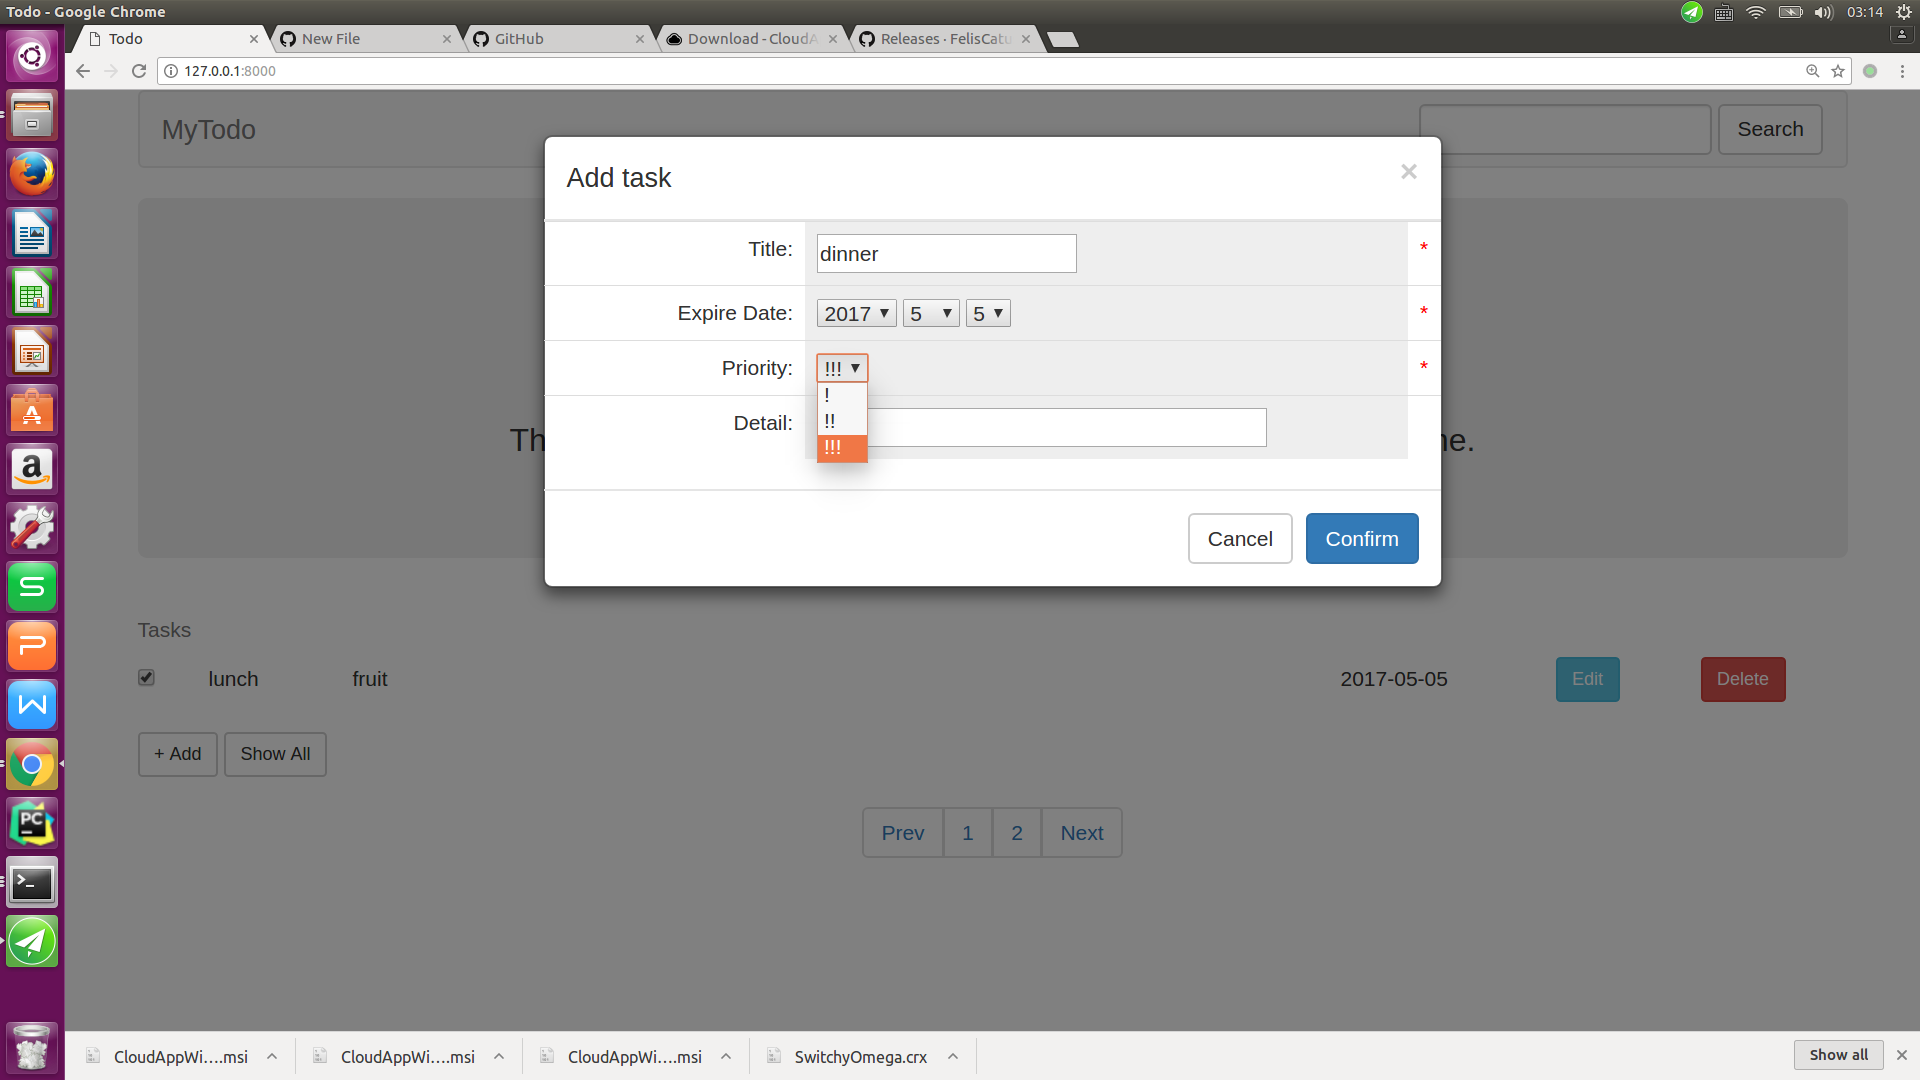 Todo - Google Chrome
03:14
Todo
New File
GitHub
Download - CloudA
Releases · FelisCatu
127.0.0.1:8000
MyTodo
Search
Add task
×
Title: dinner *
Expire Date: 2017 5 5 *
Priority: !!! *
!
!!
!!!
Detail:
Th
ne.
Cancel
Confirm
Tasks
lunch fruit 2017-05-05 Edit Delete
+ Add Show All
Prev 1 2 Next
CloudAppWi....msi
CloudAppWi....msi
CloudAppWi....msi
SwitchyOmega.crx
Show all